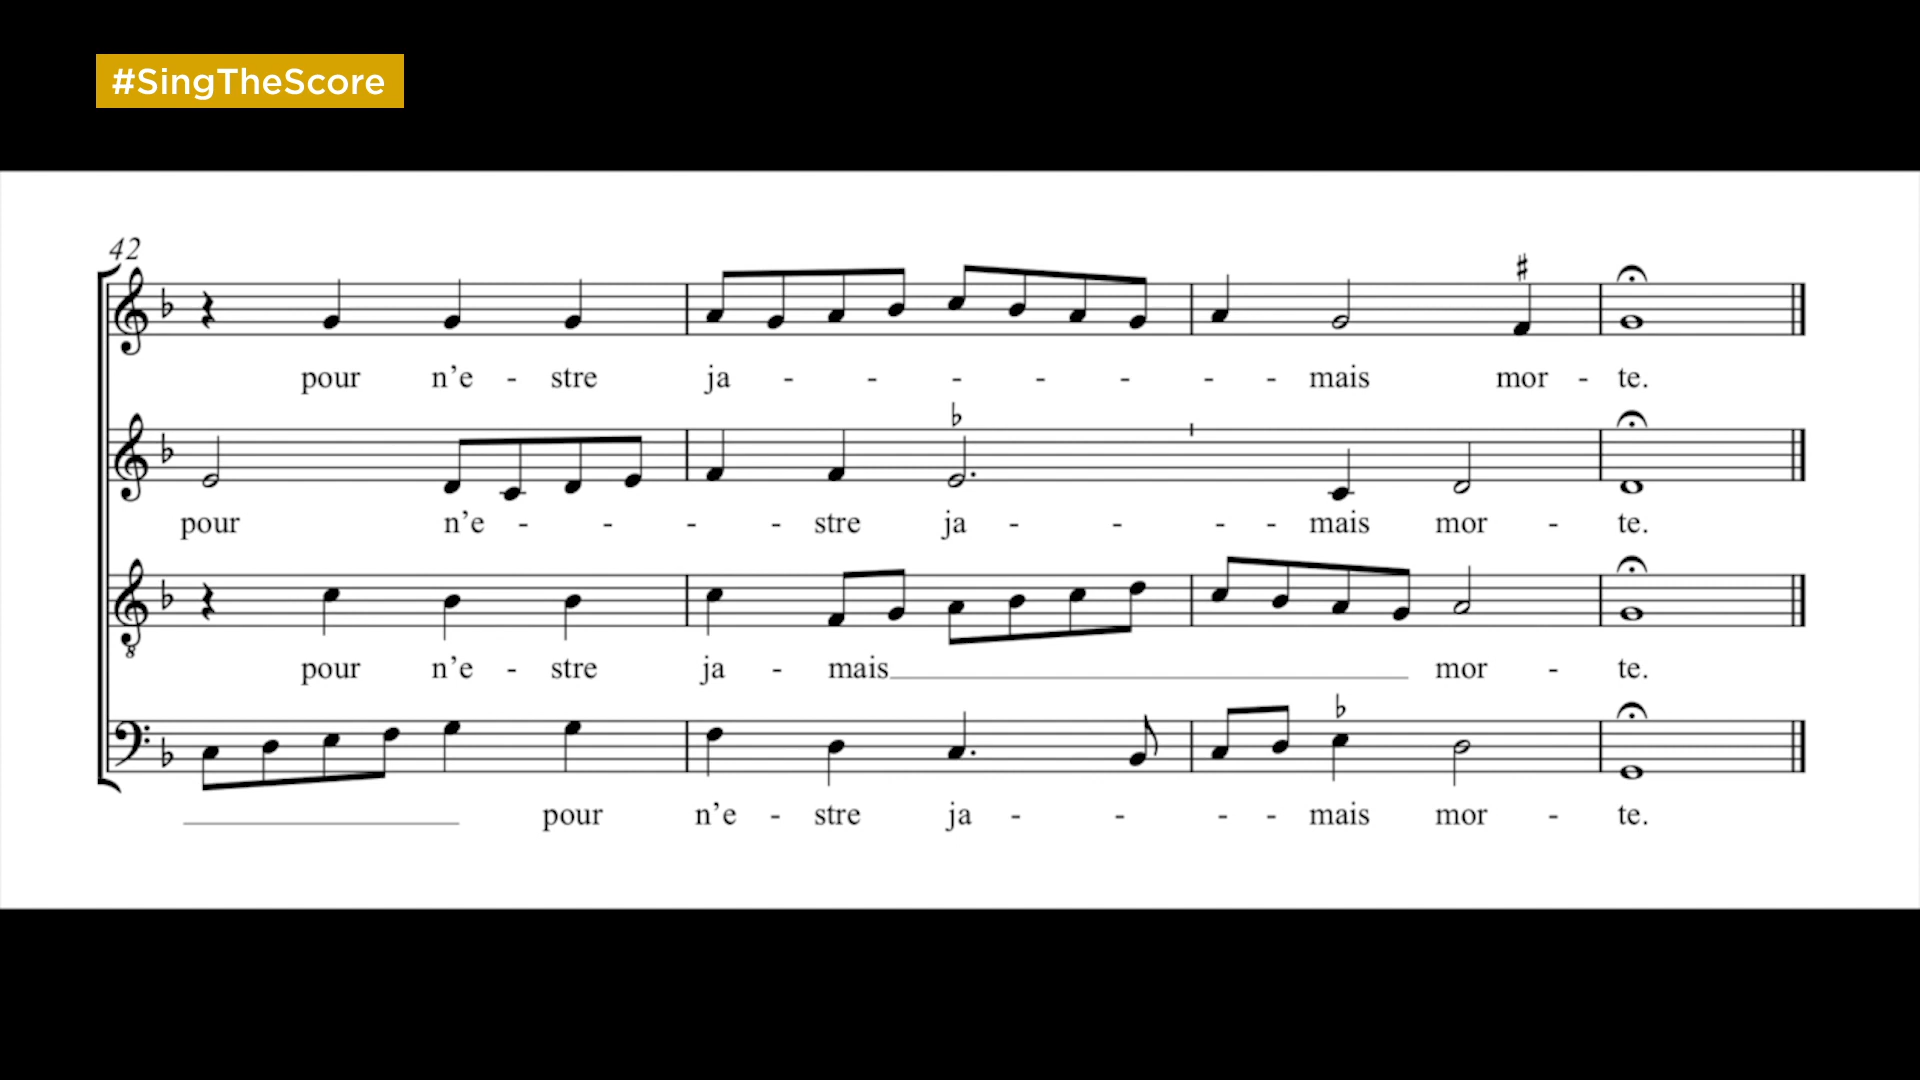 #SingTheScore
42
pour n'e - stre ja - - - - - - - mais mor - te.
pour n'e - - - - stre ja - - - - mais mor - te.
pour n'e - stre ja - mais mor - te.
pour n'e - stre ja - - - - mais mor - te.